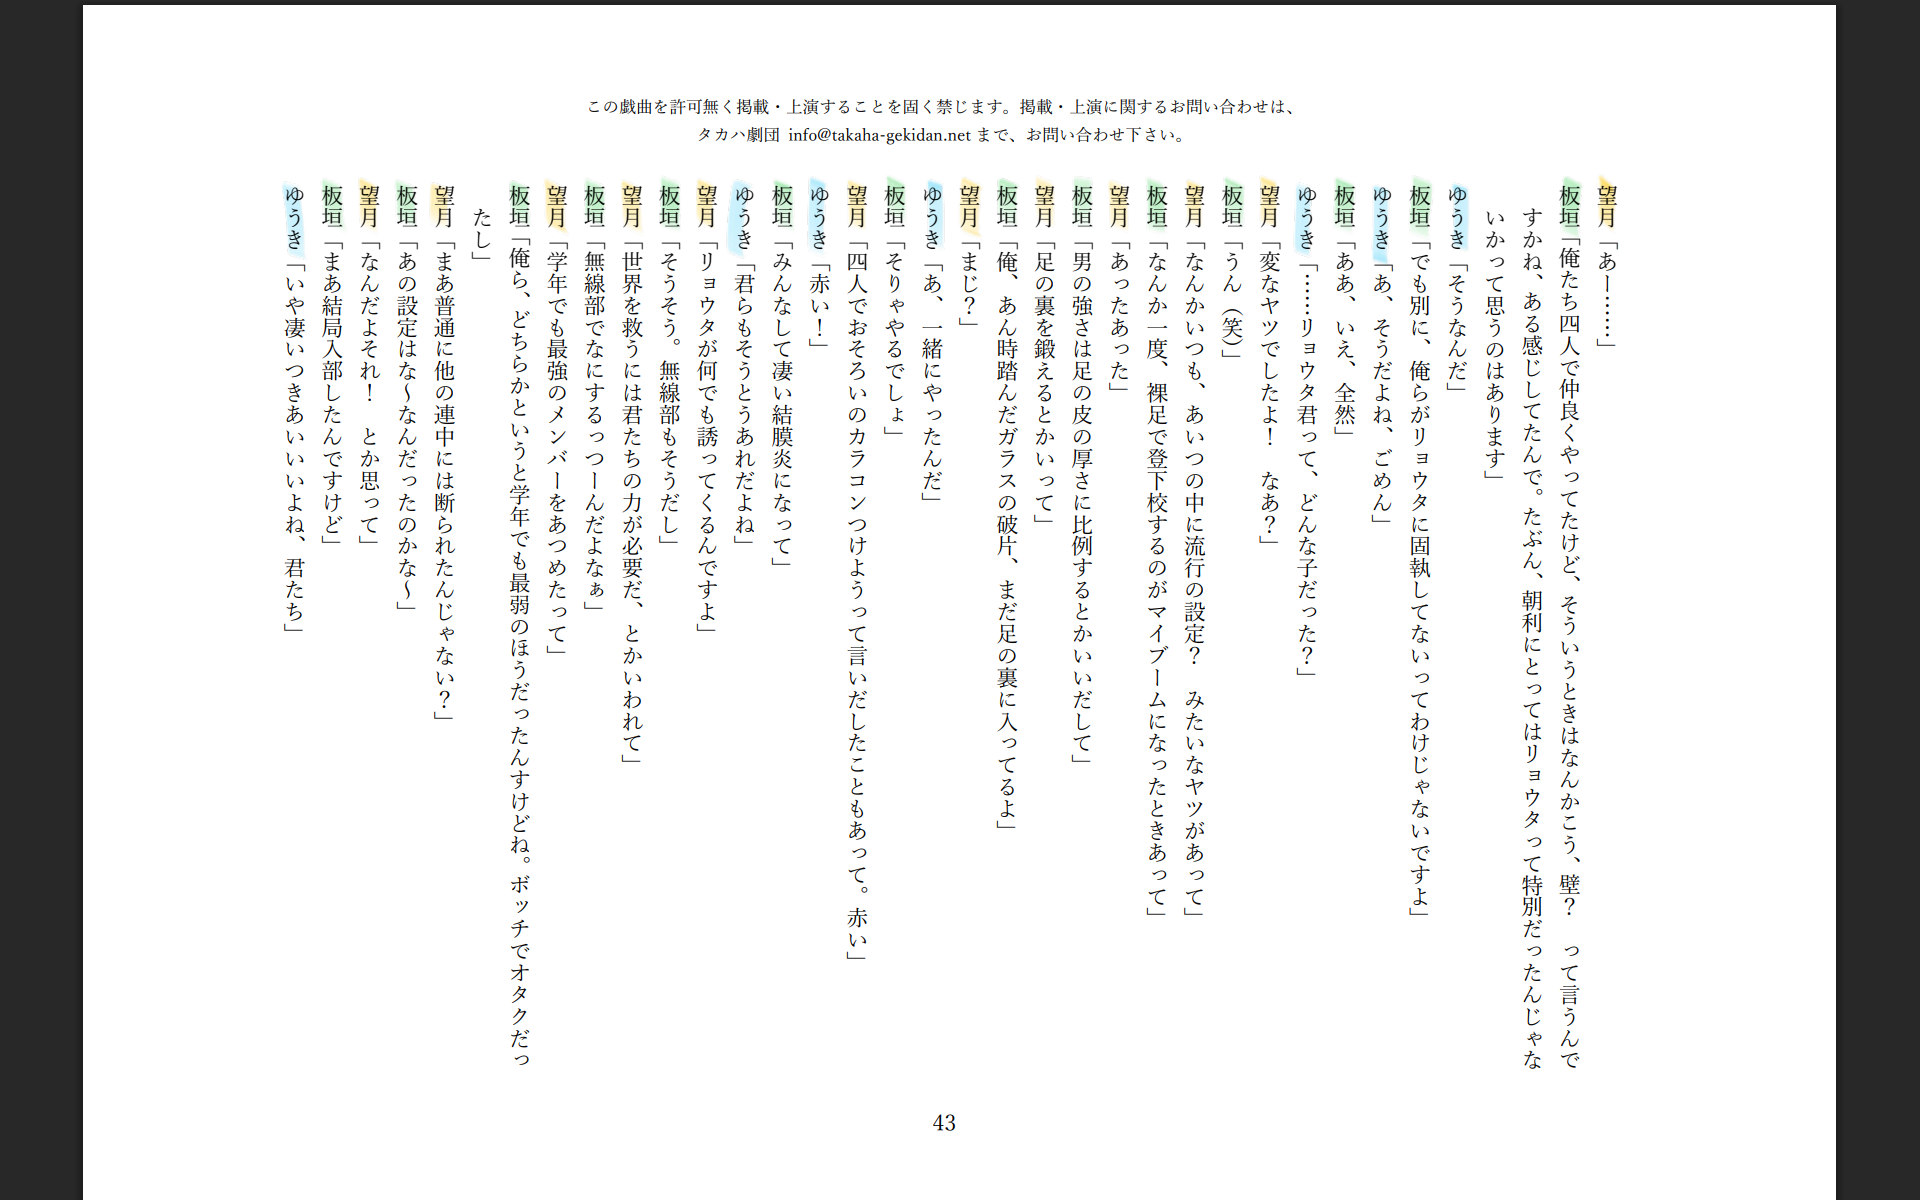 この戯曲を許可無く掲載・上演することを固く禁じます。掲載・上演に関するお問い合わせは、
タカハ劇団 info@takaha-gekidan.net まで、お問い合わせ下さい。
望月「あー……」
板垣「俺たち四人で仲良くやってたけど、そういうときはなんかこう、壁？　って言うんで
すかね、ある感じしてたんで。たぶん、朝利にとってはリョウタって特別だったんじゃな
いかって思うのはあります」
ゆうき「そうなんだ」
板垣「でも別に、俺らがリョウタに固執してないってわけじゃないですよ」
ゆうき「あ、そうだよね、ごめん」
板垣「ああ、いえ、全然」
ゆうき「……リョウタ君って、どんな子だった？」
望月「変なヤツでしたよ！　なあ？」
板垣「うん（笑）」
望月「なんかいつも、あいつの中に流行の設定？　みたいなヤツがあって」
板垣「なんか一度、裸足で登下校するのがマイブームになったときあって」
望月「あったあった」
板垣「男の強さは足の皮の厚さに比例するとかいいだして」
望月「足の裏を鍛えるとかいって」
板垣「俺、あん時踏んだガラスの破片、まだ足の裏に入ってるよ」
望月「まじ？」
ゆうき「あ、一緒にやったんだ」
板垣「そりゃやるでしょ」
望月「四人でおそろいのカラコンつけようって言いだしたこともあって。赤い」
ゆうき「赤い！」
板垣「みんなして凄い結膜炎になって」
ゆうき「君らもそうとうあれだよね」
望月「リョウタが何でも誘ってくるんですよ」
板垣「そうそう。無線部もそうだし」
望月「世界を救うには君たちの力が必要だ、とかいわれて」
板垣「無線部でなにするっつーんだよなぁ」
望月「学年でも最強のメンバーをあつめたって」
板垣「俺ら、どちらかというと学年でも最弱のほうだったんすけどね。ボッチでオタクだっ
たし」
望月「まあ普通に他の連中には断られたんじゃない？」
板垣「あの設定はな～なんだったのかな～」
望月「なんだよそれ！　とか思って」
板垣「まあ結局入部したんですけど」
ゆうき「いや凄いつきあいいいよね、君たち」
43